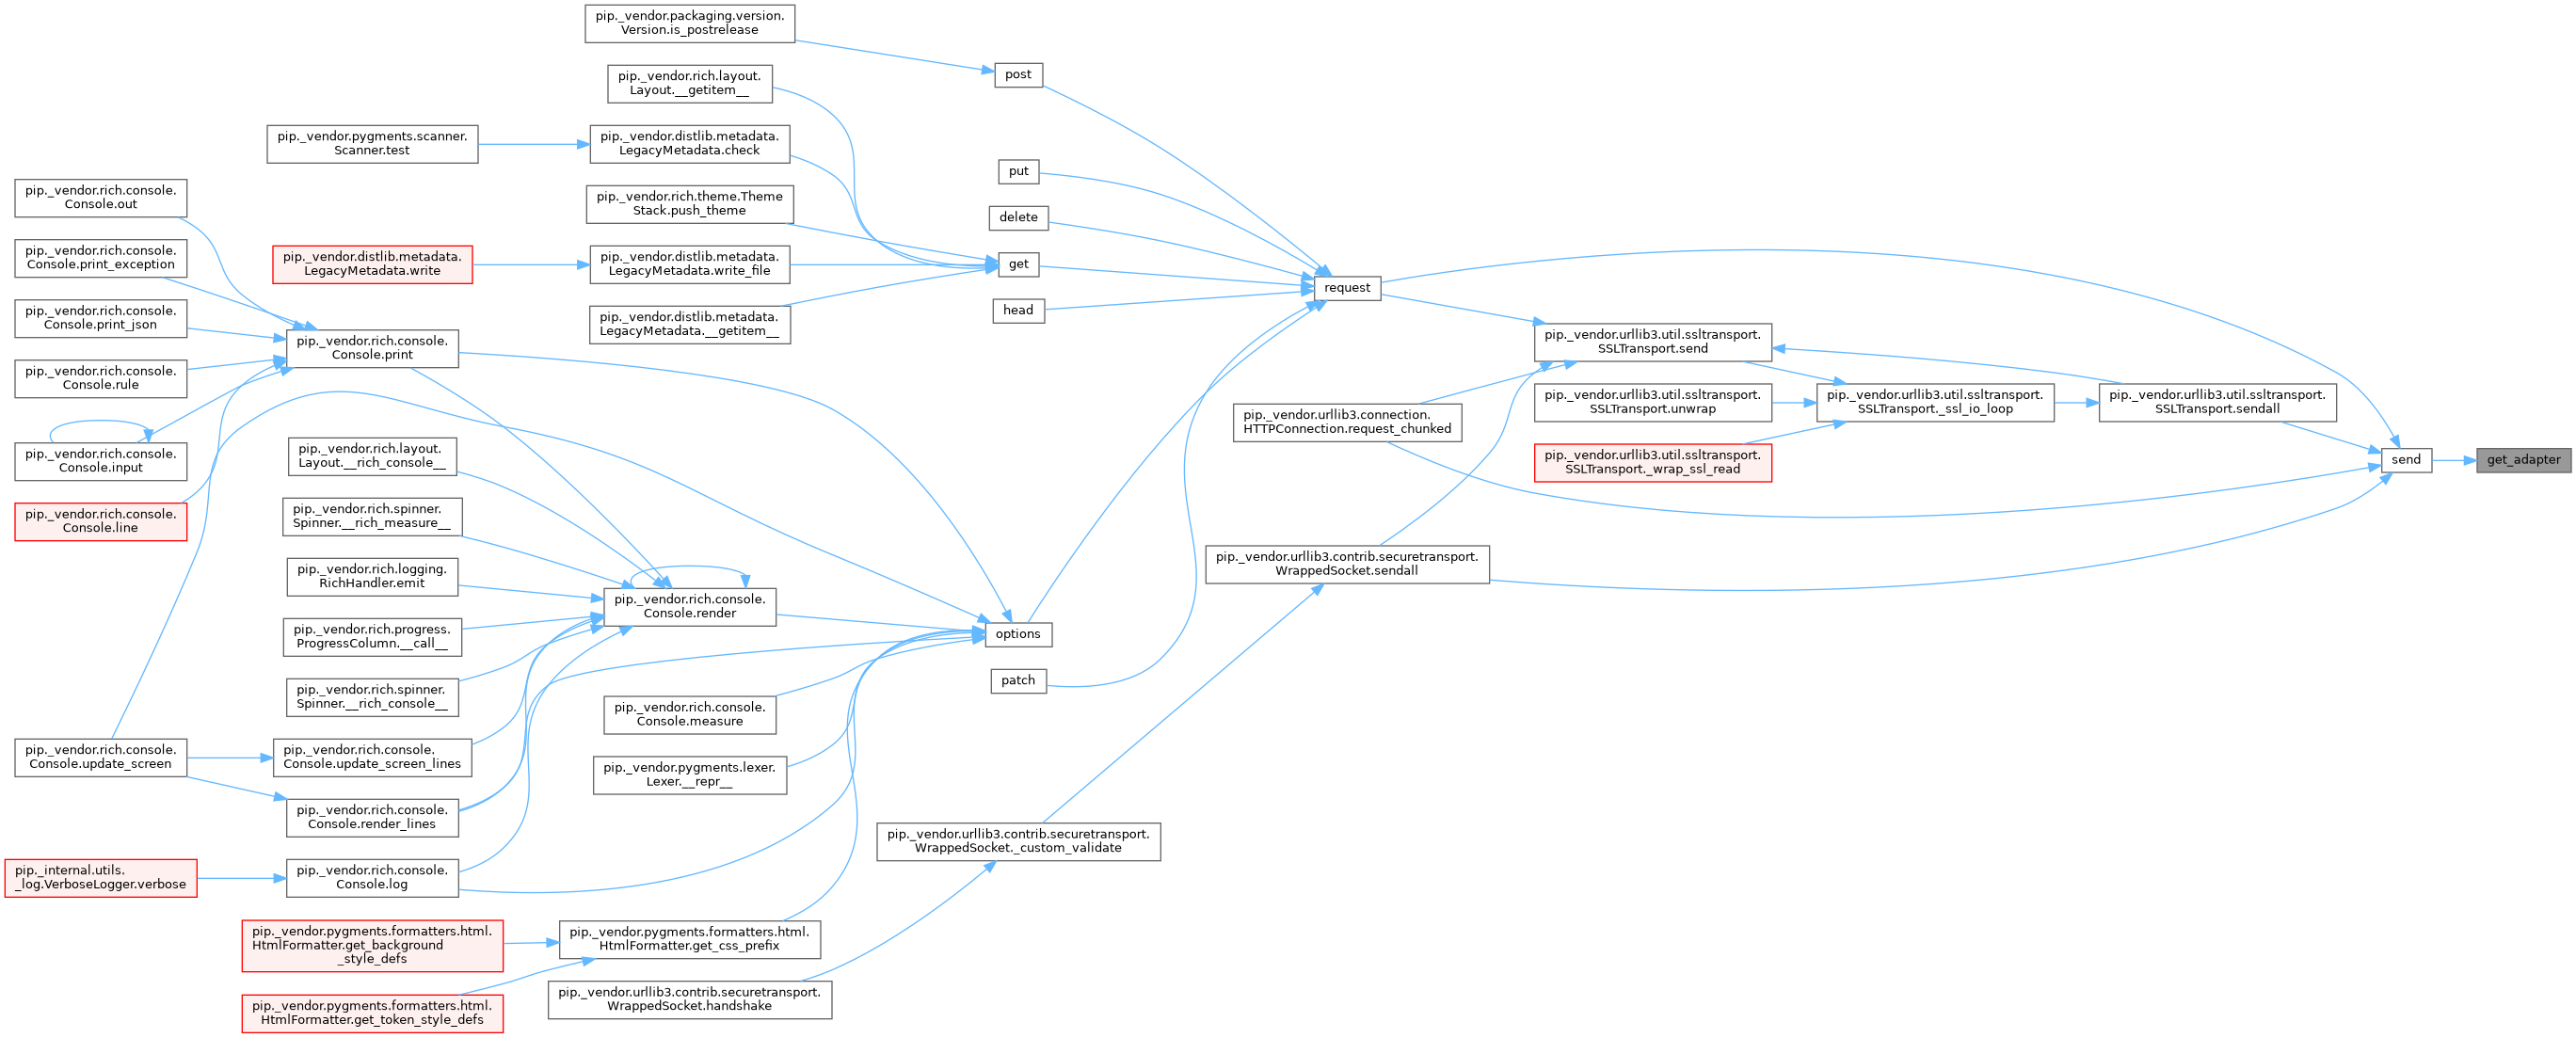 pip._vendor.packaging.version.
Version.is_postrelease
post
pip._vendor.rich.layout.
Layout.__getitem__
pip._vendor.pygments.scanner.
Scanner.test
pip._vendor.distlib.metadata.
LegacyMetadata.check
put
pip._vendor.rich.console.
Console.out
pip._vendor.rich.theme.Theme
Stack.push_theme
delete
pip._vendor.rich.console.
Console.print_exception
pip._vendor.distlib.metadata.
LegacyMetadata.write
pip._vendor.distlib.metadata.
LegacyMetadata.write_file
get
request
pip._vendor.rich.console.
Console.print_json
pip._vendor.distlib.metadata.
LegacyMetadata.__getitem__
head
pip._vendor.rich.console.
Console.print
pip._vendor.urllib3.util.ssltransport.
SSLTransport.send
pip._vendor.rich.console.
Console.rule
pip._vendor.urllib3.connection.
HTTPConnection.request_chunked
pip._vendor.urllib3.util.ssltransport.
SSLTransport.unwrap
pip._vendor.urllib3.util.ssltransport.
SSLTransport._ssl_io_loop
pip._vendor.urllib3.util.ssltransport.
SSLTransport.sendall
pip._vendor.rich.console.
Console.input
pip._vendor.rich.layout.
Layout.__rich_console__
pip._vendor.urllib3.util.ssltransport.
SSLTransport._wrap_ssl_read
send
get_adapter
pip._vendor.rich.console.
Console.line
pip._vendor.rich.spinner.
Spinner.__rich_measure__
pip._vendor.rich.logging.
RichHandler.emit
pip._vendor.urllib3.contrib.securetransport.
WrappedSocket.sendall
pip._vendor.rich.console.
Console.render
pip._vendor.rich.progress.
ProgressColumn.__call__
options
pip._vendor.rich.spinner.
Spinner.__rich_console__
patch
pip._vendor.rich.console.
Console.measure
pip._vendor.rich.console.
Console.update_screen
pip._vendor.rich.console.
Console.update_screen_lines
pip._vendor.pygments.lexer.
Lexer.__repr__
pip._vendor.rich.console.
Console.render_lines
pip._vendor.urllib3.contrib.securetransport.
WrappedSocket._custom_validate
pip._internal.utils.
_log.VerboseLogger.verbose
pip._vendor.rich.console.
Console.log
pip._vendor.pygments.formatters.html.
HtmlFormatter.get_background
_style_defs
pip._vendor.pygments.formatters.html.
HtmlFormatter.get_css_prefix
pip._vendor.pygments.formatters.html.
HtmlFormatter.get_token_style_defs
pip._vendor.urllib3.contrib.securetransport.
WrappedSocket.handshake